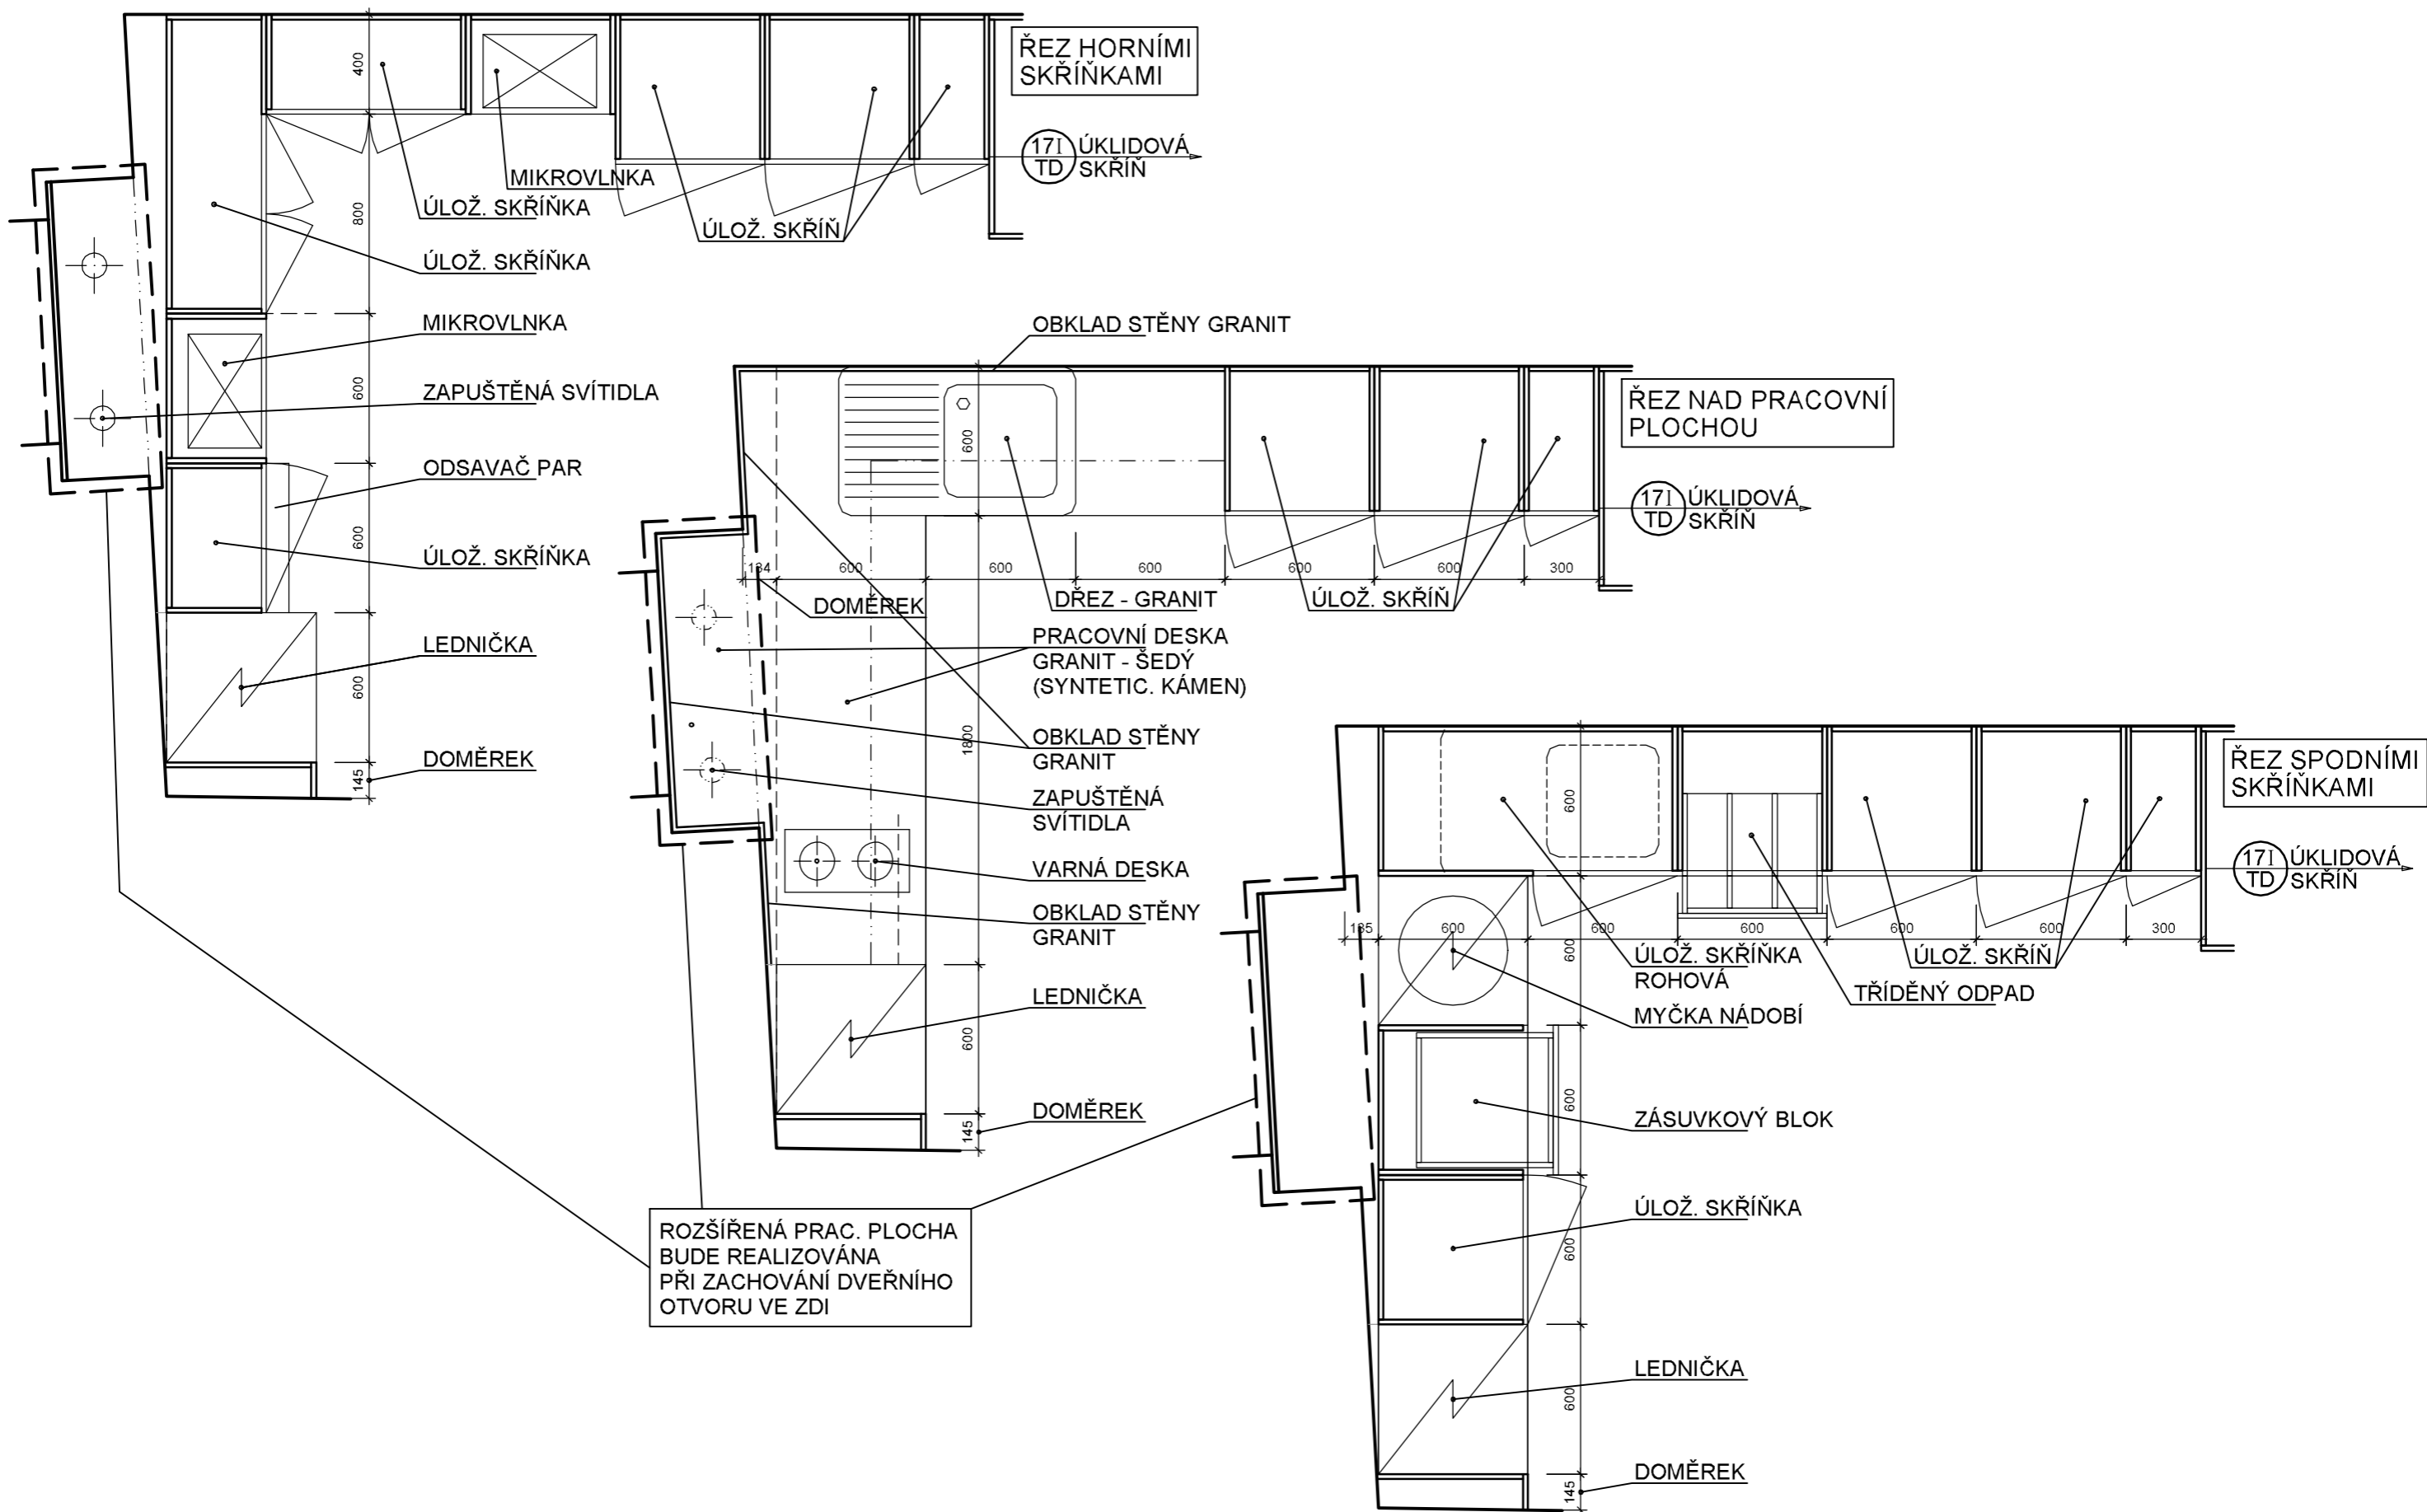 ŘEZ HORNÍMI
SKŘÍŇKAMI
17I
TD
ÚKLIDOVÁ
SKŘÍŇ
400
800
600
600
600
145
MIKROVLNKA
ÚLOŽ. SKŘÍŇKA
ÚLOŽ. SKŘÍŇ
ÚLOŽ. SKŘÍŇKA
MIKROVLNKA
ZAPUŠTĚNÁ SVÍTIDLA
ODSAVAČ PAR
ÚLOŽ. SKŘÍŇKA
LEDNIČKA
DOMĚREK
OBKLAD STĚNY GRANIT
ŘEZ NAD PRACOVNÍ
PLOCHOU
17I
TD
ÚKLIDOVÁ
SKŘÍŇ
600
134
600
600
600
600
600
300
DOMĚREK
DŘEZ - GRANIT
ÚLOŽ. SKŘÍŇ
PRACOVNÍ DESKA
GRANIT - ŠEDÝ
(SYNTETIC. KÁMEN)
1800
OBKLAD STĚNY
GRANIT
ZAPUŠTĚNÁ
SVÍTIDLA
VARNÁ DESKA
OBKLAD STĚNY
GRANIT
LEDNIČKA
600
DOMĚREK
145
ŘEZ SPODNÍMI
SKŘÍŇKAMI
17I
TD
ÚKLIDOVÁ
SKŘÍŇ
600
135
600
600
600
600
600
300
600
ÚLOŽ. SKŘÍŇKA
ROHOVÁ
ÚLOŽ. SKŘÍŇ
TŘÍDĚNÝ ODPAD
MYČKA NÁDOBÍ
600
ZÁSUVKOVÝ BLOK
ÚLOŽ. SKŘÍŇKA
600
LEDNIČKA
600
DOMĚREK
145
ROZŠÍŘENÁ PRAC. PLOCHA
BUDE REALIZOVÁNA
PŘI ZACHOVÁNÍ DVEŘNÍHO
OTVORU VE ZDI